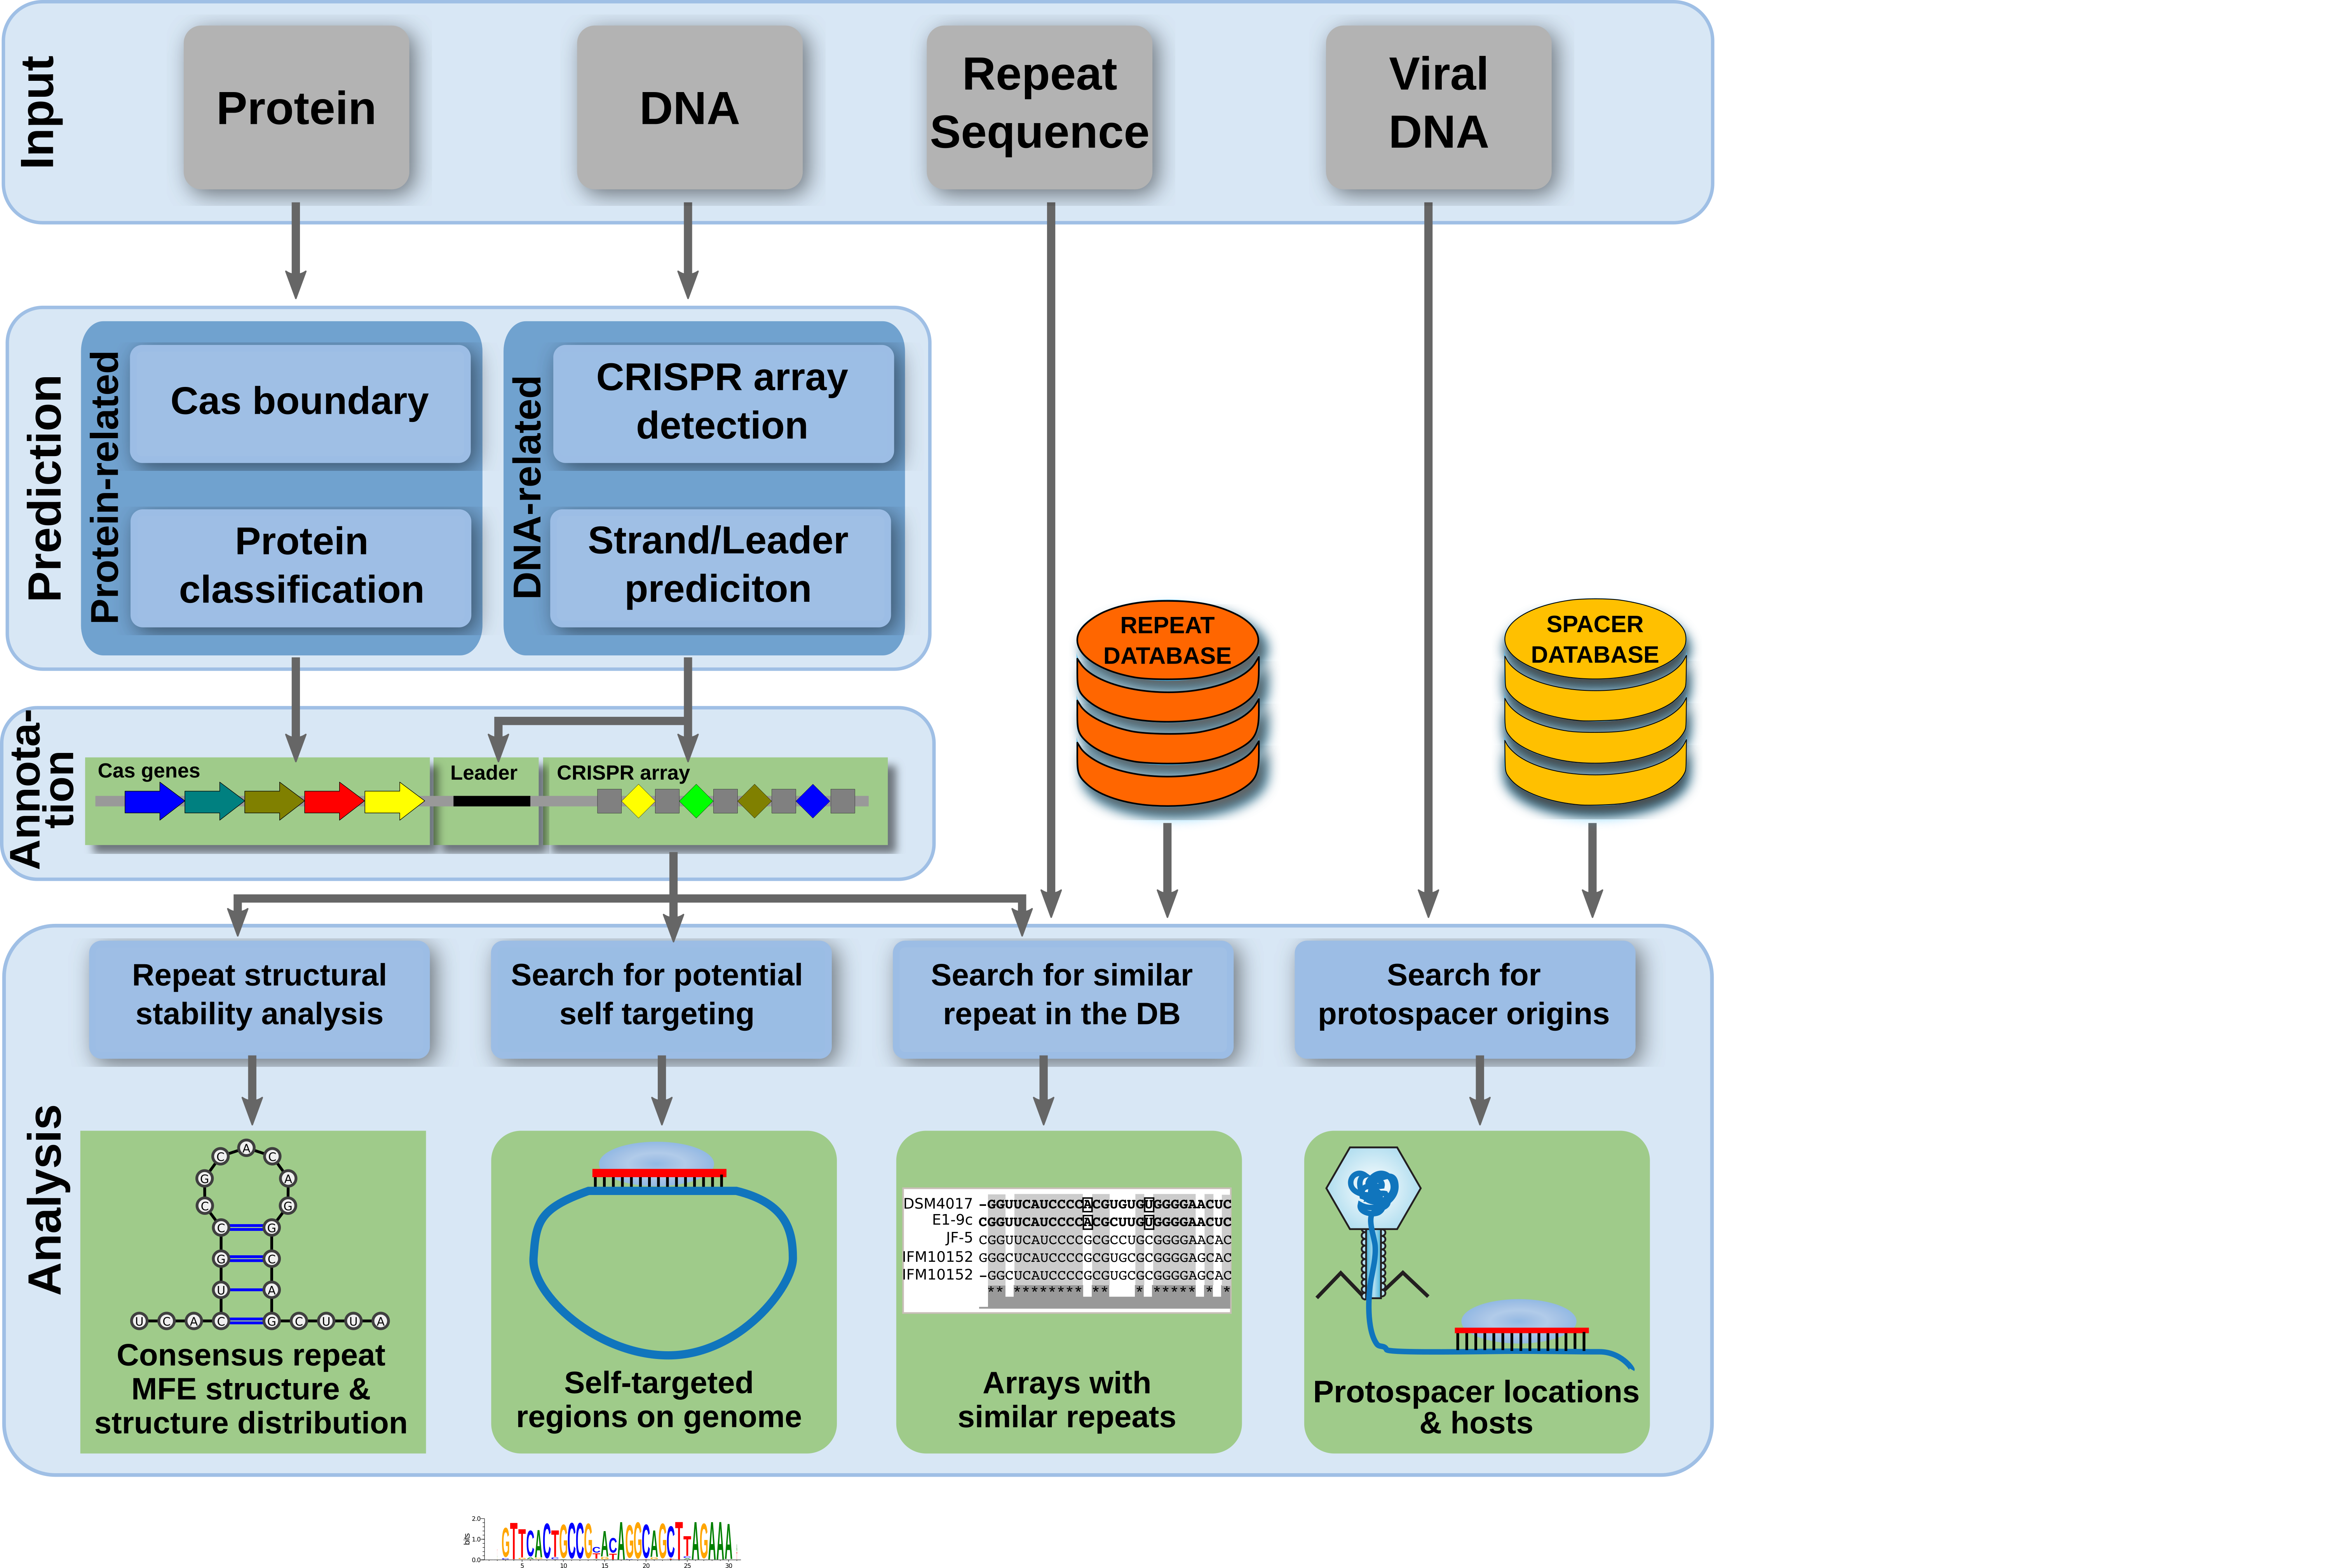 Input
Protein
DNA
Repeat
Sequence
Viral
DNA
Prediction
Protein-related
Cas boundary
Protein
classification
DNA-related
CRISPR array
detection
Strand/Leader
prediciton
REPEAT
DATABASE
SPACER
DATABASE
Annota-
tion
Cas genes
Leader
CRISPR array
Analysis
Repeat structural
stability analysis
Search for potential
self targeting
Search for similar
repeat in the DB
Search for
protospacer origins
A
C C
G A
C G
C G
G C
U A
U C A C G C U U A
Consensus repeat
MFE structure &
structure distribution
Self-targeted
regions on genome
DSM4017 -GGUUCAUCCCCACGUGUGUGGGGAACUC
E1-9c CGGUUCAUCCCCACGCUUGUGGGGAACUC
JF-5 CGGUUCAUCCCCGCGCCUGCGGGGAACAC
IFM10152 GGGCUCAUCCCCGCGUGCGCGGGGAGCAC
IFM10152 -GGCUCAUCCCCGCGUGCGCGGGGAGCAC
** ******** ** * ***** * *
Arrays with
similar repeats
Protospacer locations
& hosts
2.0
bits
1.0
0.0
GTTCACTGCCGCACAGGCAGCTTAGAAA
5 10 15 20 25 30